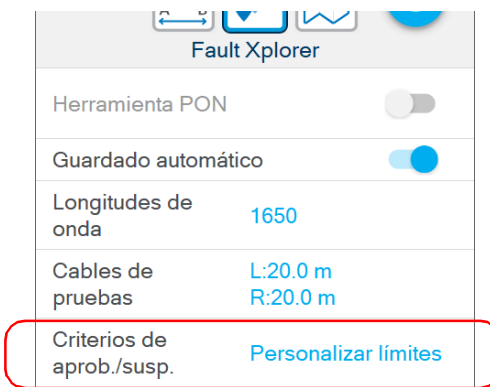 A B
Fault Xplorer
Herramienta PON
Guardado automático
Longitudes de
onda
1650
Cables de
pruebas
L:20.0 m
R:20.0 m
Criterios de
aprob./susp.
Personalizar límites